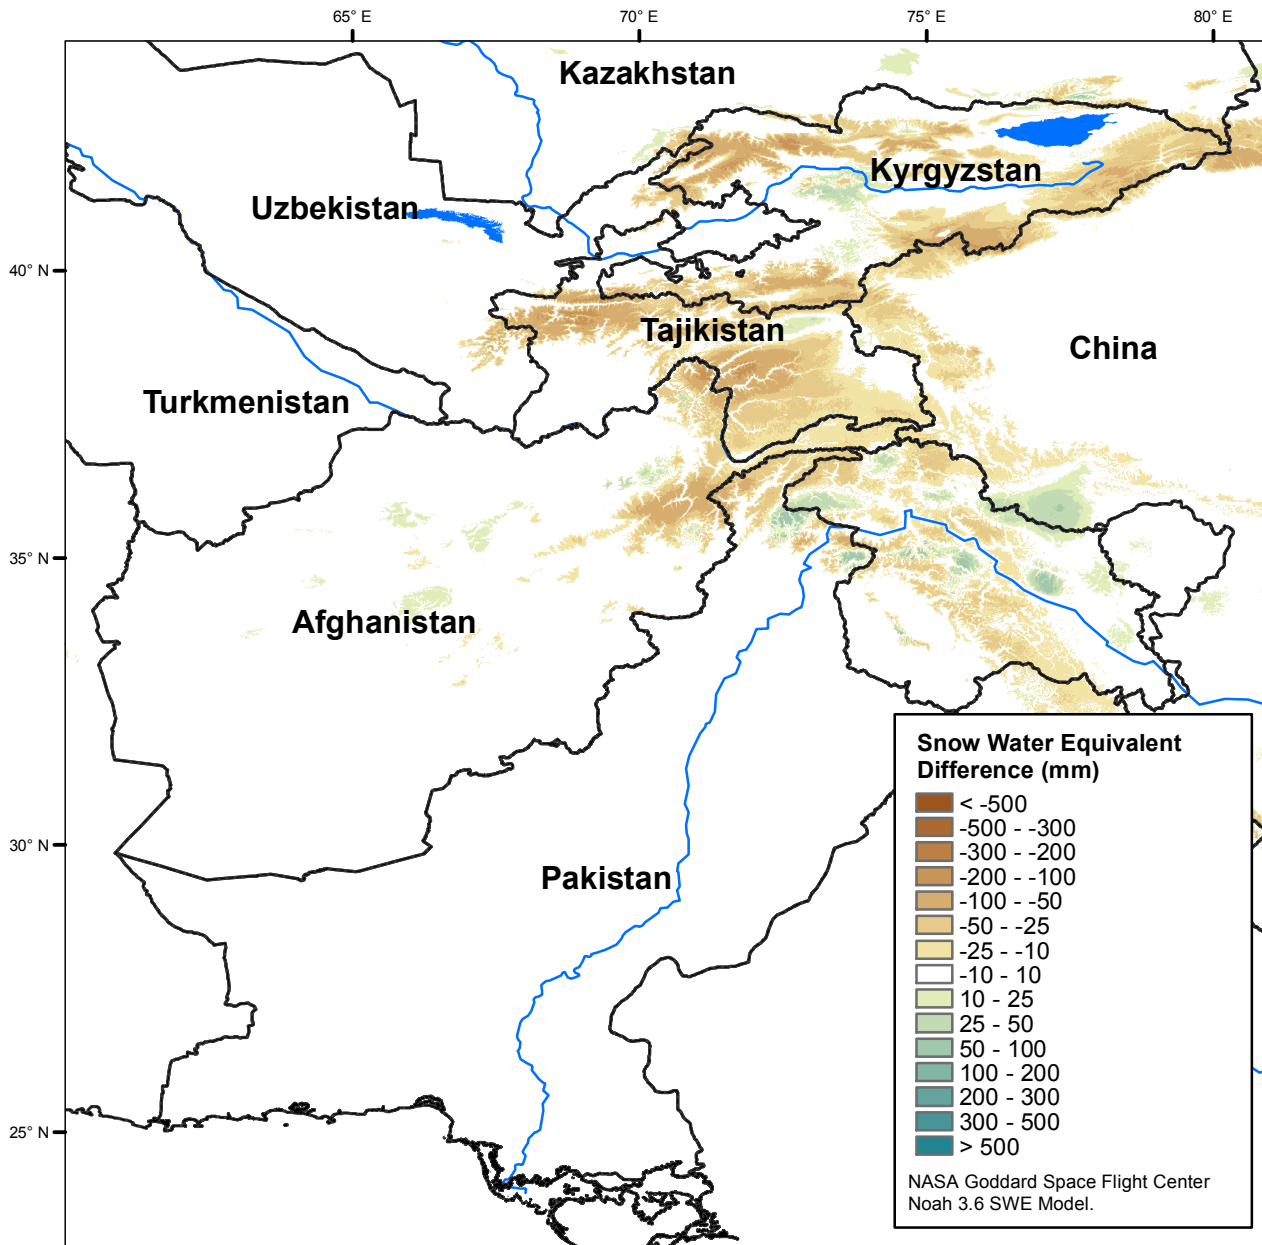 65° E
70° E
75° E
80° E
Kazakhstan
Kyrgyzstan
Uzbekistan
40° N
Tajikistan
China
Turkmenistan
35° N
Afghanistan
30° N
Pakistan
25° N
Snow Water Equivalent
Difference (mm)
< -500
-500 - -300
-300 - -200
-200 - -100
-100 - -50
-50 - -25
-25 - -10
-10 - 10
10 - 25
25 - 50
50 - 100
100 - 200
200 - 300
300 - 500
> 500
NASA Goddard Space Flight Center
Noah 3.6 SWE Model.